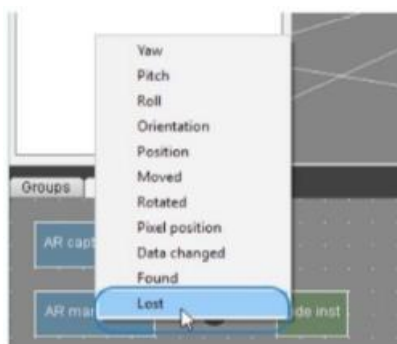 Yaw
Pitch
Roll
Orientation
Position
Moved
Rotated
Pixel position
Data changed
Found
Lost
Groups
AR capt
AR mar
de inst